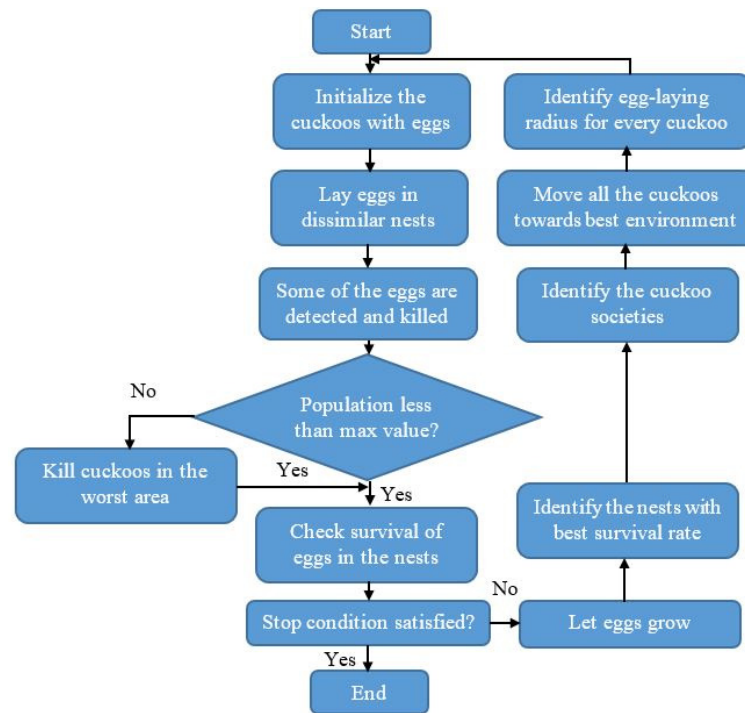 Start
Initialize the
cuckoos with eggs
Lay eggs in
dissimilar nests
Some of the eggs are
detected and killed
Population less
than max value?
No
Kill cuckoos in the
worst area
Yes
Yes
Check survival of
eggs in the nests
Stop condition satisfied?
No
Yes
End
Let eggs grow
Identify the nests with
best survival rate
Identify the cuckoo
societies
Move all the cuckoos
towards best environment
Identify egg-laying
radius for every cuckoo